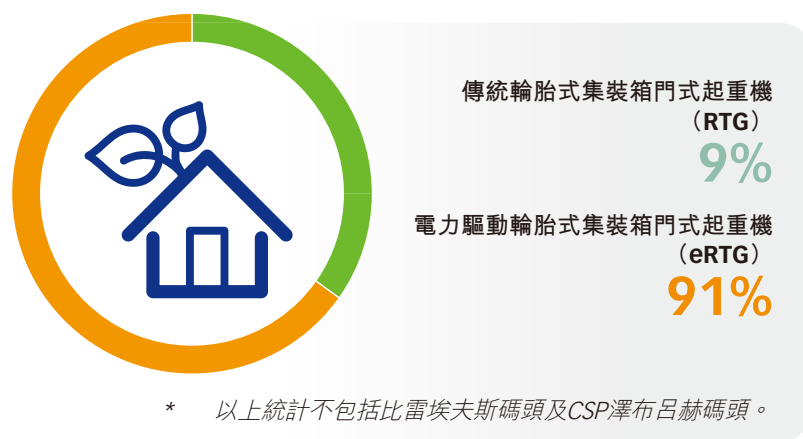 傳統輪胎式集裝箱門式起重機
（RTG）
9%
電力驅動輪胎式集裝箱門式起重機
（eRTG）
91%
* 以上統計不包括比雷埃夫斯碼頭及CSP澤布呂赫碼頭。